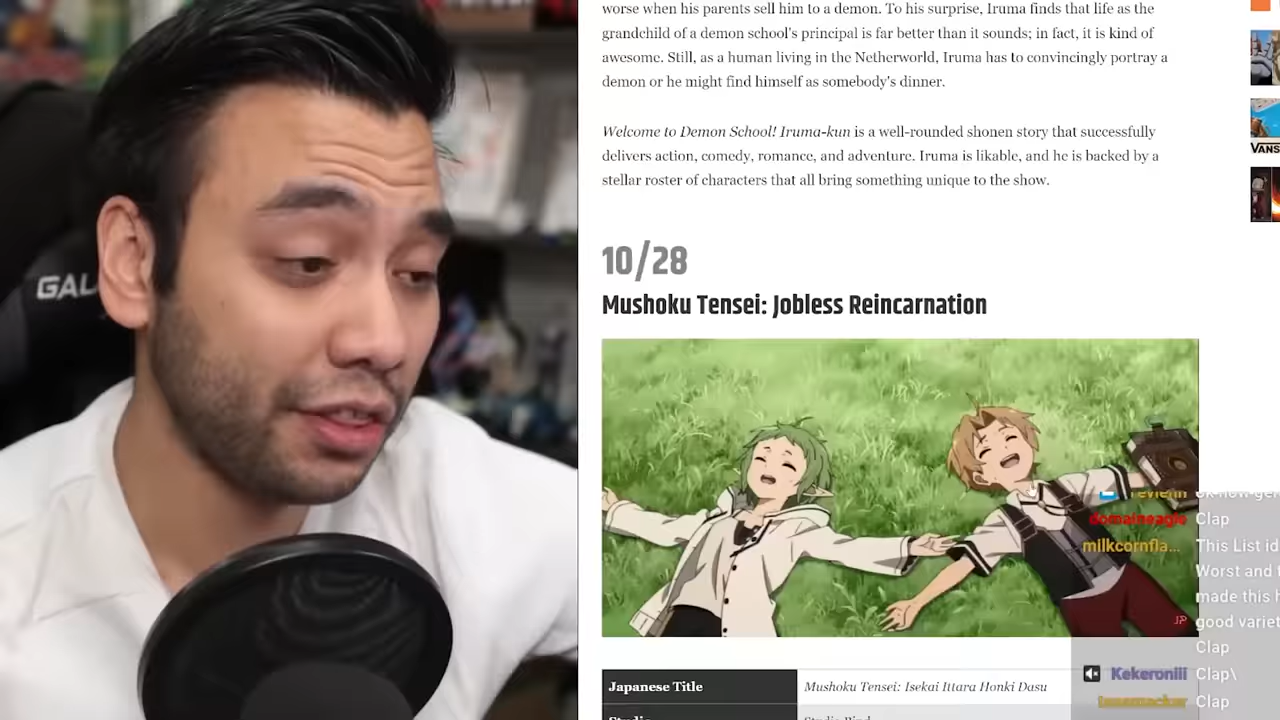 worse when his parents sell him to a demon. To his surprise, Iruma finds that life as the
grandchild of a demon school's principal is far better than it sounds; in fact, it is kind of
awesome. Still, as a human living in the Netherworld, Iruma has to convincingly portray a
demon or he might find himself as somebody's dinner.
Welcome to Demon School! Iruma-kun is a well-rounded shonen story that successfully
delivers action, comedy, romance, and adventure. Iruma is likable, and he is backed by a
stellar roster of characters that all bring something unique to the show.
10/28
Mushoku Tensei: Jobless Reincarnation
Japanese Title
Mushoku Tensei: Isekai Ittara Honki Dasu
GAL
VANS
JP
domaineagle Clap
milkcornfla... This List
Worst and
made this
good
Clap
Kekeroniii Clap\
Clap